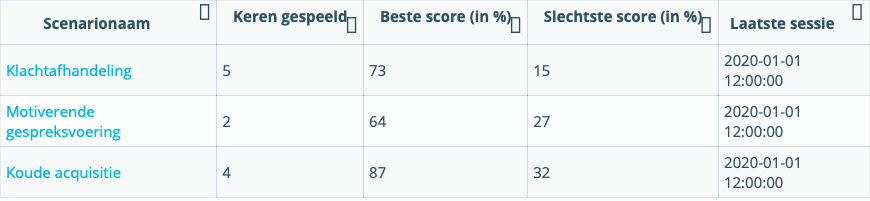 Scenarionaam
Keren gespeeld
Beste score (in %)
Slechtste score (in %)
Laatste sessie
Klachtafhandeling
5
73
15
2020-01-01
12:00:00
Motiverende
gespreksvoering
2
64
27
2020-01-01
12:00:00
Koude acquisitie
4
87
32
2020-01-01
12:00:00